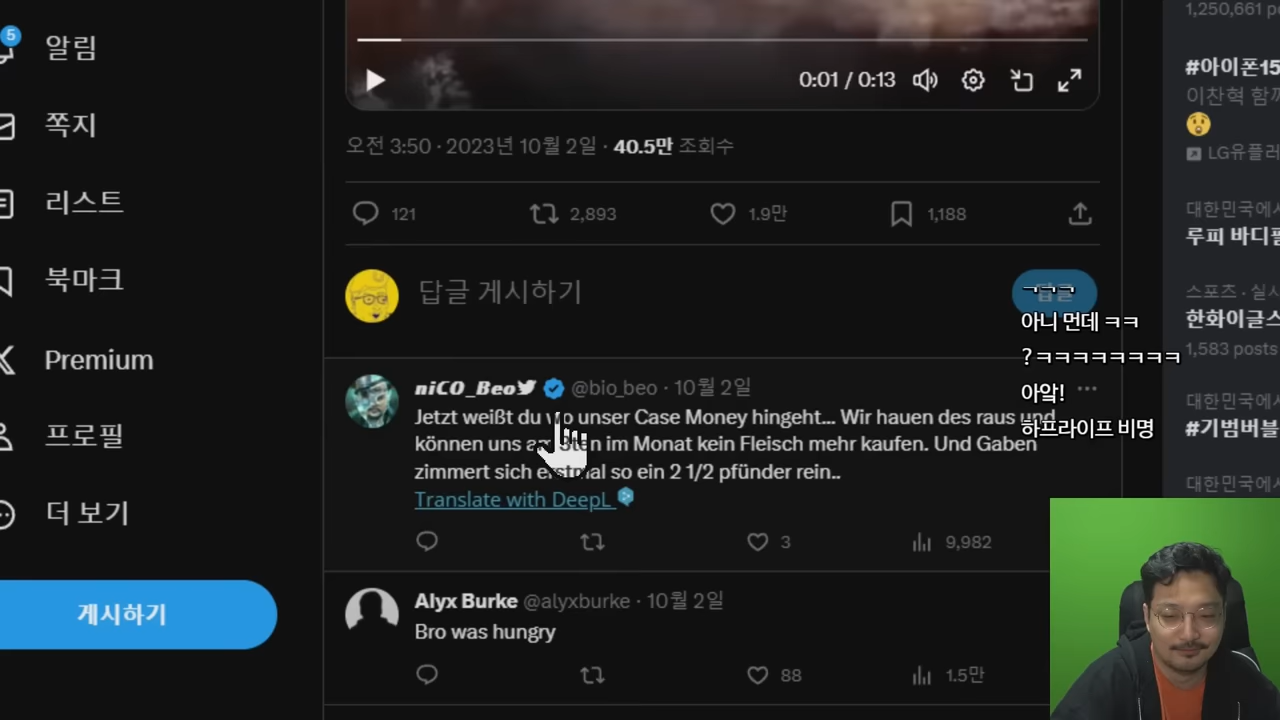 5
알림
쪽지
리스트
북마크
Premium
프로필
더 보기
게시하기
0:01 / 0:13
오전 3:50 · 2023년 10월 2일 · 40.5만 조회수
121
2,893
1.9만
1,188
답글 게시하기
답글
niCO_Beo @bio_beo · 10월 2일
Jetzt weißt du wo unser Case Money hingeht... Wir hauen des raus und
können uns am im Monat kein Fleisch mehr kaufen. Und Gaben
zimmert sich erstmal so ein 2 1/2 pfünder rein..
Translate with DeepL
3
9,982
Alyx Burke @alyxburke · 10월 2일
Bro was hungry
88
1.5만
1,250,661
#아이폰15
이찬혁 함께
LG유플러
대한민국에서
루피 바디필
스포츠 · 실시
한화이글스
1,583 posts
대한민국에서
#기범버블
대한민국에서
ㄱㄱㄱ
아니 먼데 ㅋㅋ
?ㅋㅋㅋㅋㅋㅋㅋㅋ
아앜!
하프라이프 비명